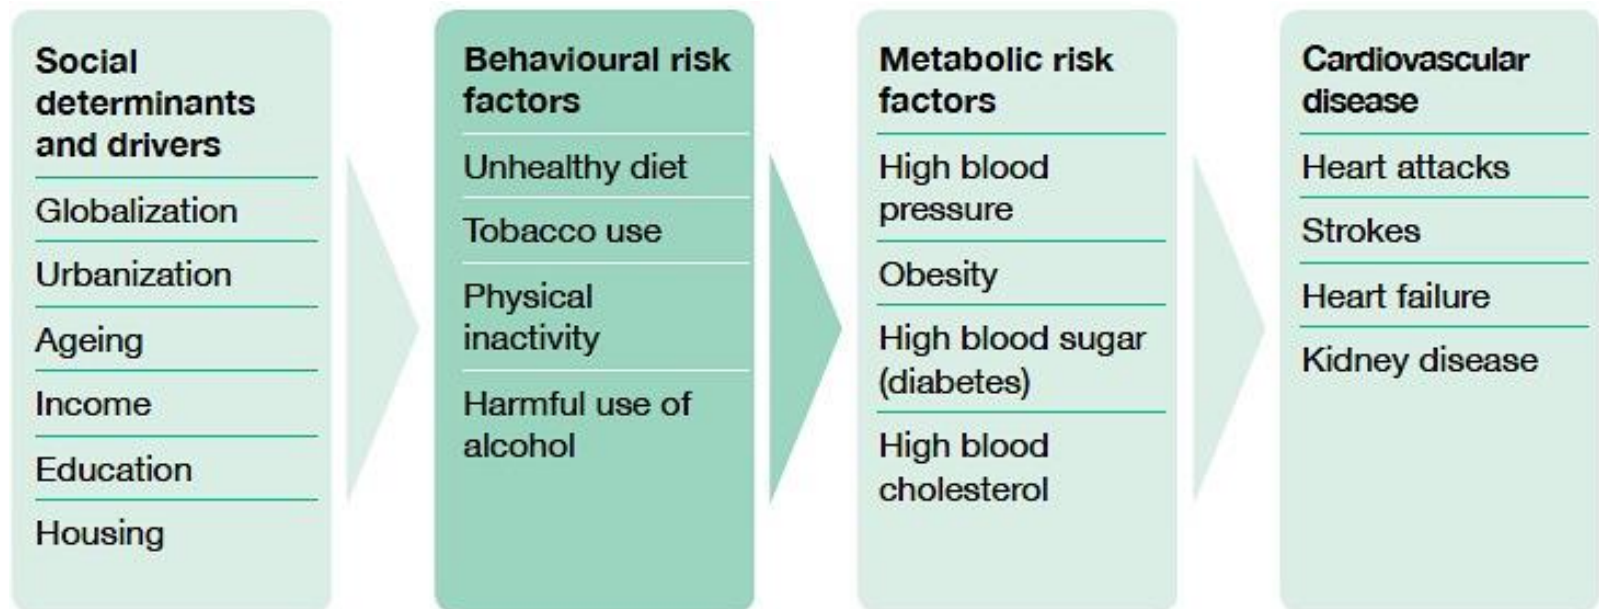 Social
determinants
and drivers
Globalization
Urbanization
Ageing
Income
Education
Housing
Behavioural risk
factors
Unhealthy diet
Tobacco use
Physical
inactivity
Harmful use of
alcohol
Metabolic risk
factors
High blood
pressure
Obesity
High blood sugar
(diabetes)
High blood
cholesterol
Cardiovascular
disease
Heart attacks
Strokes
Heart failure
Kidney disease